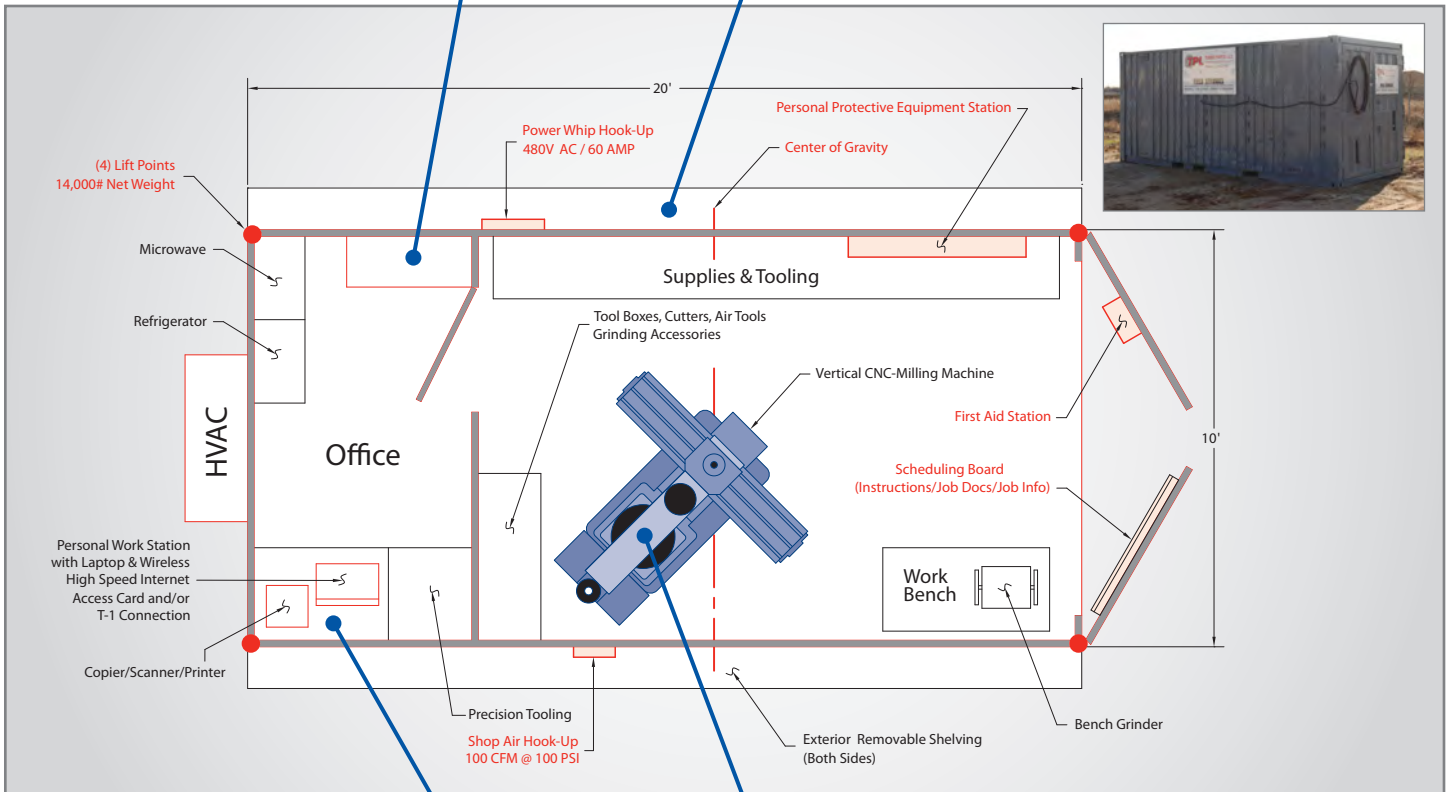 20'
Personal Protective Equipment Station
Power Whip Hook-Up
480V AC / 60 AMP
Center of Gravity
(4) Lift Points
14,000# Net Weight
Microwave
Supplies & Tooling
Refrigerator
Tool Boxes, Cutters, Air Tools
Grinding Accessories
Vertical CNC-Milling Machine
HVAC
Office
First Aid Station
10'
Scheduling Board
(Instructions/Job Docs/Job Info)
Personal Work Station
with Laptop & Wireless
High Speed Internet
Access Card and/or
T-1 Connection
Work
Bench
Copier/Scanner/Printer
Precision Tooling
Shop Air Hook-Up
100 CFM @ 100 PSI
Exterior Removable Shelving
(Both Sides)
Bench Grinder